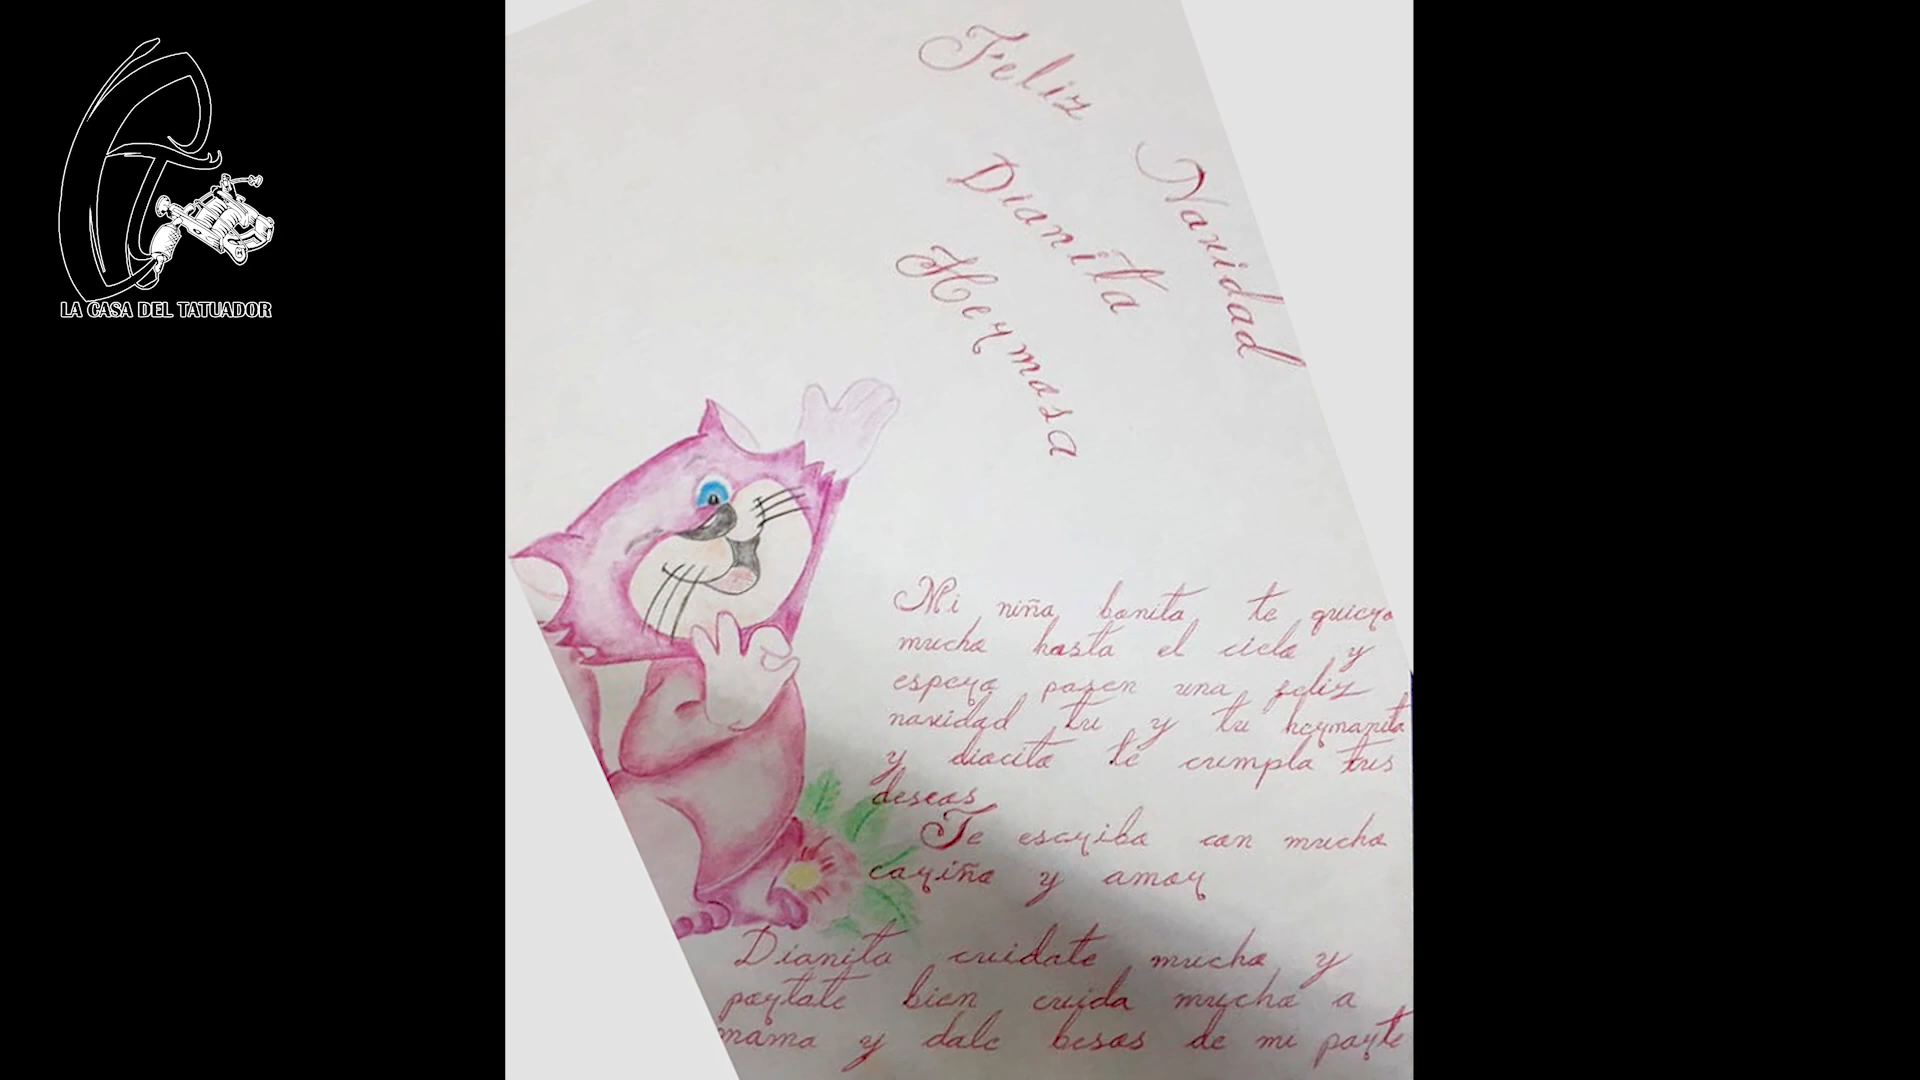 LA CASA DEL TATUADOR
Feliz Navidad
Dianita
Hermosa
Mi niña bonita te quiero
mucho hasta el cielo y
espero pasen una feliz
navidad tu y tu hermanita
y diocito te cumpla tus
deseos
Te escribo con mucho
cariño y amor
Dianita cuidate mucho y
portate bien cuida mucho a
mama y dale besos de mi parte